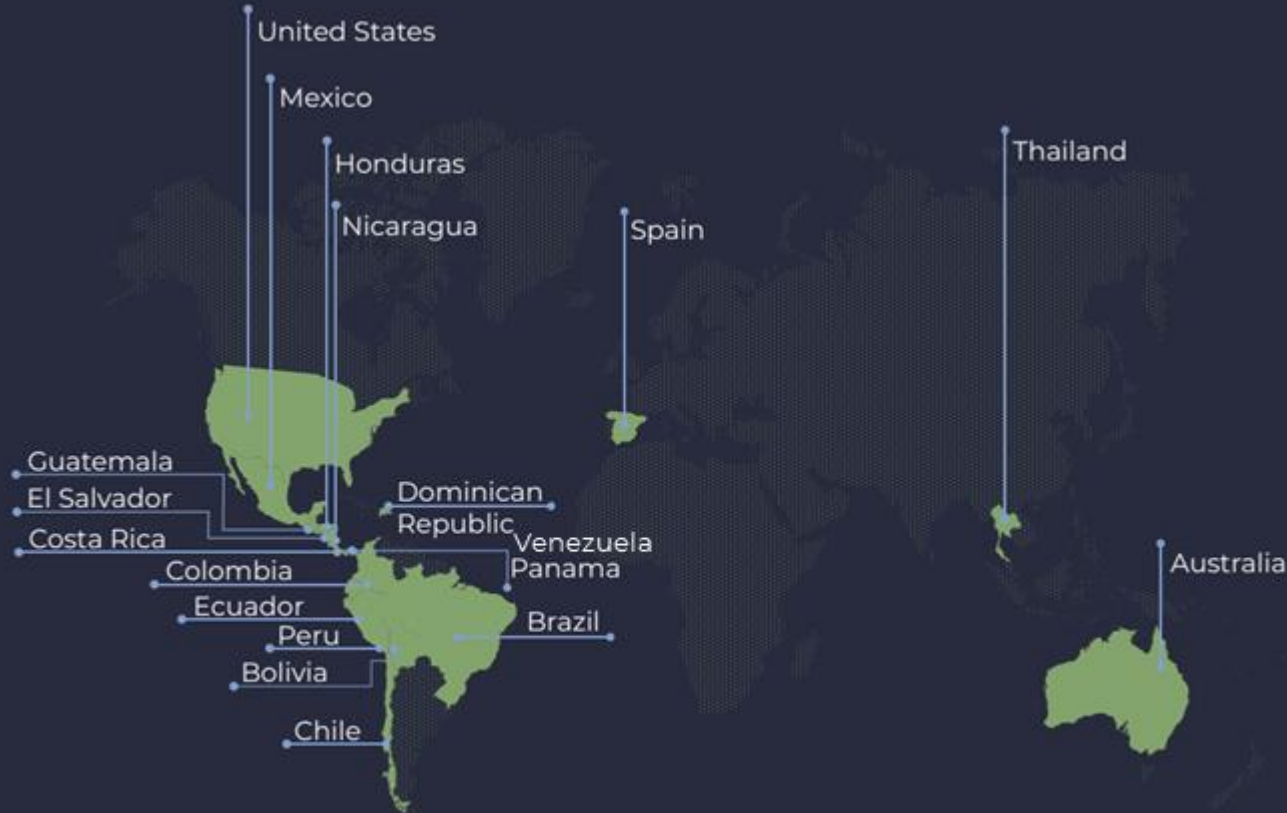 United States
Mexico
Honduras
Thailand
Nicaragua
Spain
Guatemala
El Salvador
Dominican
Republic
Costa Rica
Venezuela
Panama
Australia
Colombia
Ecuador
Brazil
Peru
Bolivia
Chile